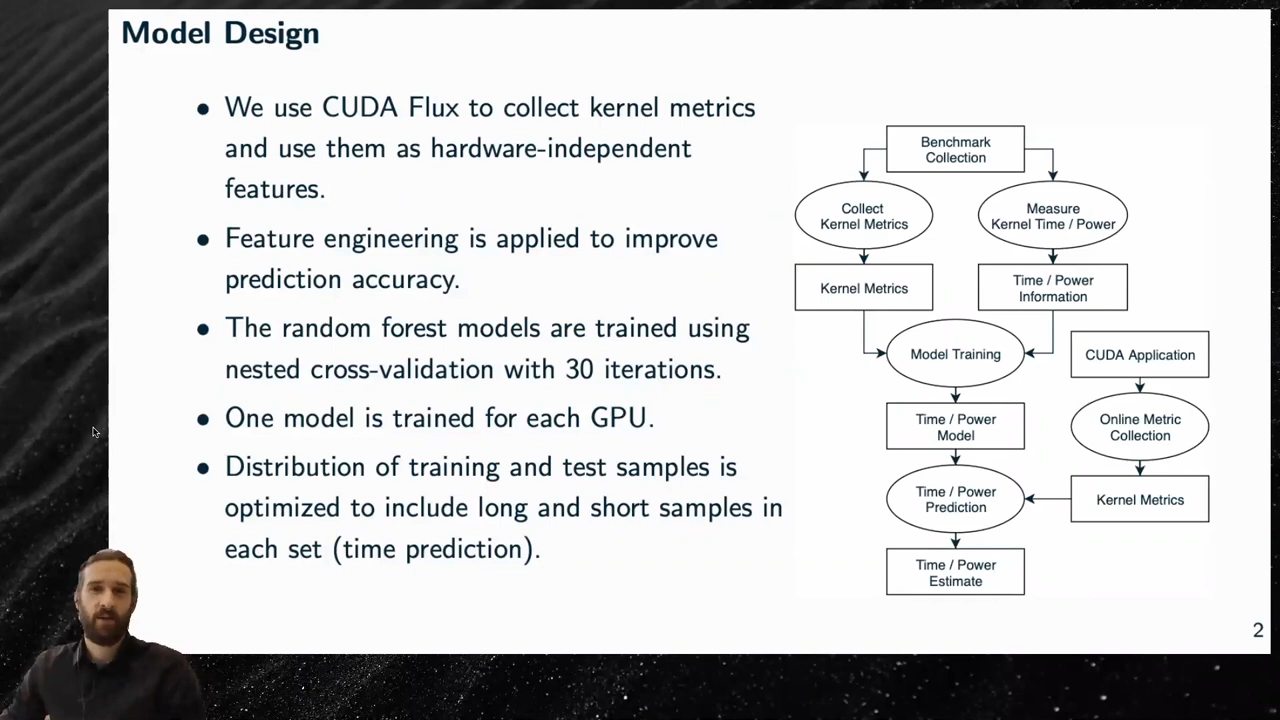 Model Design
• We use CUDA Flux to collect kernel metrics
and use them as hardware-independent
features.
• Feature engineering is applied to improve
prediction accuracy.
• The random forest models are trained using
nested cross-validation with 30 iterations.
• One model is trained for each GPU.
• Distribution of training and test samples is
optimized to include long and short samples in
each set (time prediction).
Benchmark
Collection
Collect
Kernel Metrics
Measure
Kernel Time / Power
Kernel Metrics
Time / Power
Information
Model Training
CUDA Application
Time / Power
Model
Online Metric
Collection
Time / Power
Prediction
Kernel Metrics
Time / Power
Estimate
2